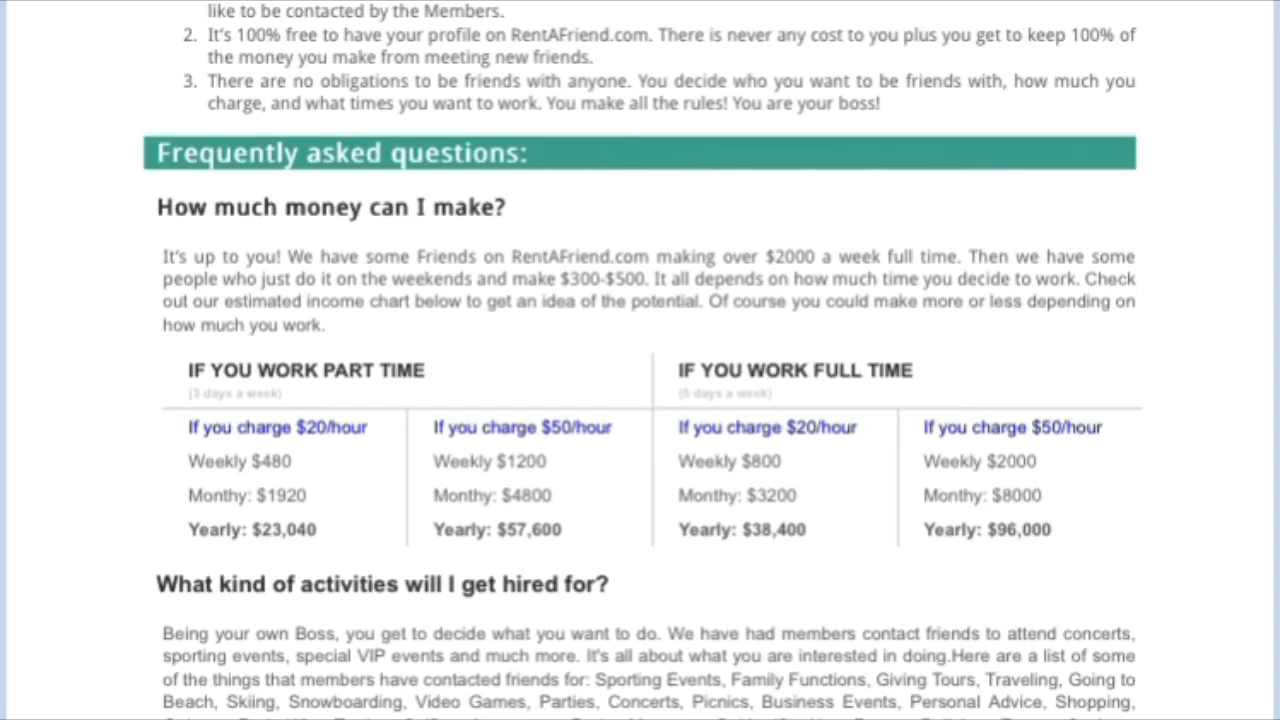 like to be contacted by the Members.
2. It's 100% free to have your profile on RentAFriend.com. There is never any cost to you plus you get to keep 100% of
the money you make from meeting new friends.
3. There are no obligations to be friends with anyone. You decide who you want to be friends with, how much you
charge, and what times you want to work. You make all the rules! You are your boss!
Frequently asked questions:
How much money can I make?
It's up to you! We have some Friends on RentAFriend.com making over $2000 a week full time. Then we have some
people who just do it on the weekends and make $300-$500. It all depends on how much time you decide to work. Check
out our estimated income chart below to get an idea of the potential. Of course you could make more or less depending on
how much you work.
IF YOU WORK PART TIME IF YOU WORK FULL TIME
(3 days a week) (5 days a week)
If you charge $20/hour If you charge $50/hour If you charge $20/hour If you charge $50/hour
Weekly $480 Weekly $1200 Weekly $800 Weekly $2000
Monthy: $1920 Monthy: $4800 Monthy: $3200 Monthy: $8000
Yearly: $23,040 Yearly: $57,600 Yearly: $38,400 Yearly: $96,000
What kind of activities will I get hired for?
Being your own Boss, you get to decide what you want to do. We have had members contact friends to attend concerts,
sporting events, special VIP events and much more. It's all about what you are interested in doing.Here are a list of some
of the things that members have contacted friends for: Sporting Events, Family Functions, Giving Tours, Traveling, Going to
Beach, Skiing, Snowboarding, Video Games, Parties, Concerts, Picnics, Business Events, Personal Advice, Shopping,